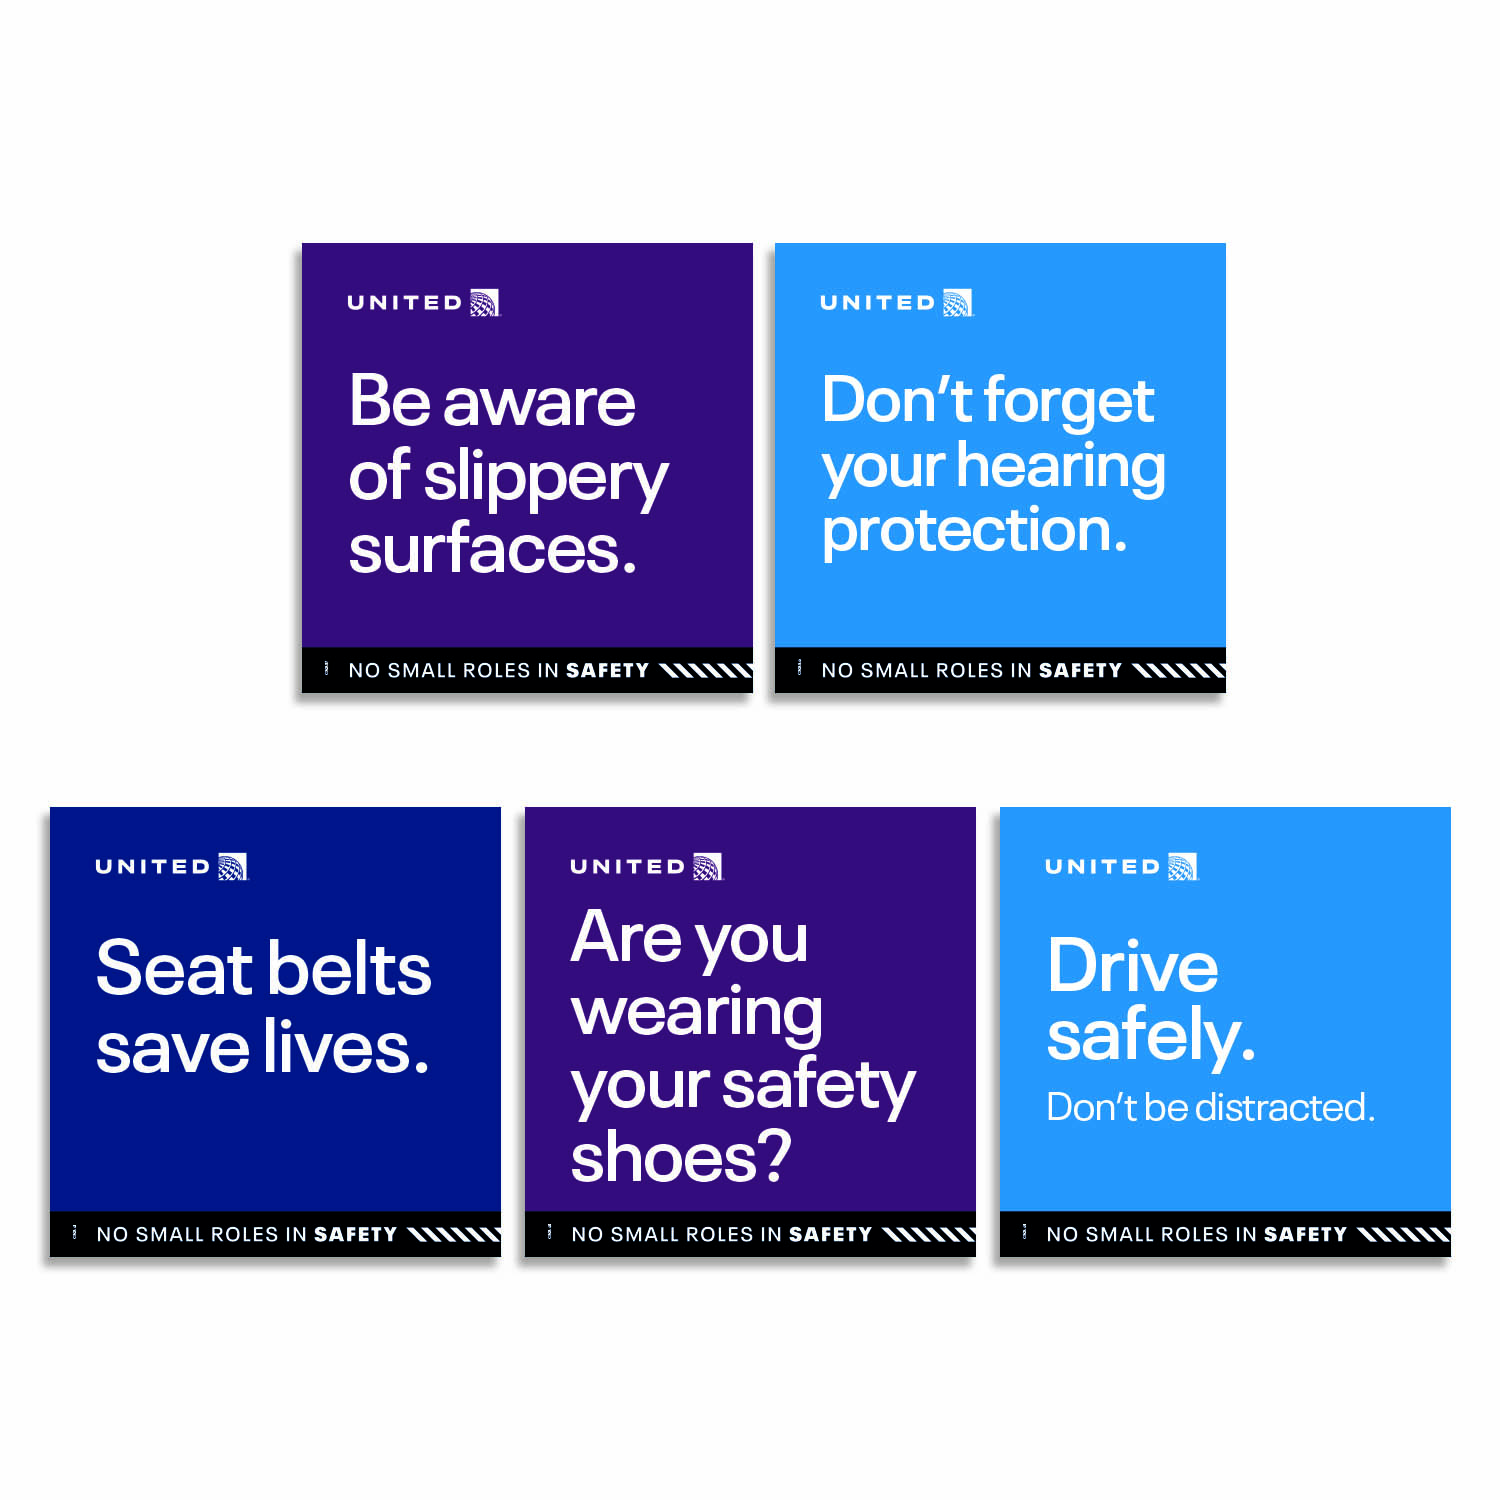 UNITED
Be aware
of slippery
surfaces.
NO SMALL ROLES IN SAFETY
UNITED
Don’t forget
your hearing
protection.
NO SMALL ROLES IN SAFETY
UNITED
Seat belts
save lives.
NO SMALL ROLES IN SAFETY
UNITED
Are you
wearing
your safety
shoes?
NO SMALL ROLES IN SAFETY
UNITED
Drive
safely.
Don’t be distracted.
NO SMALL ROLES IN SAFETY